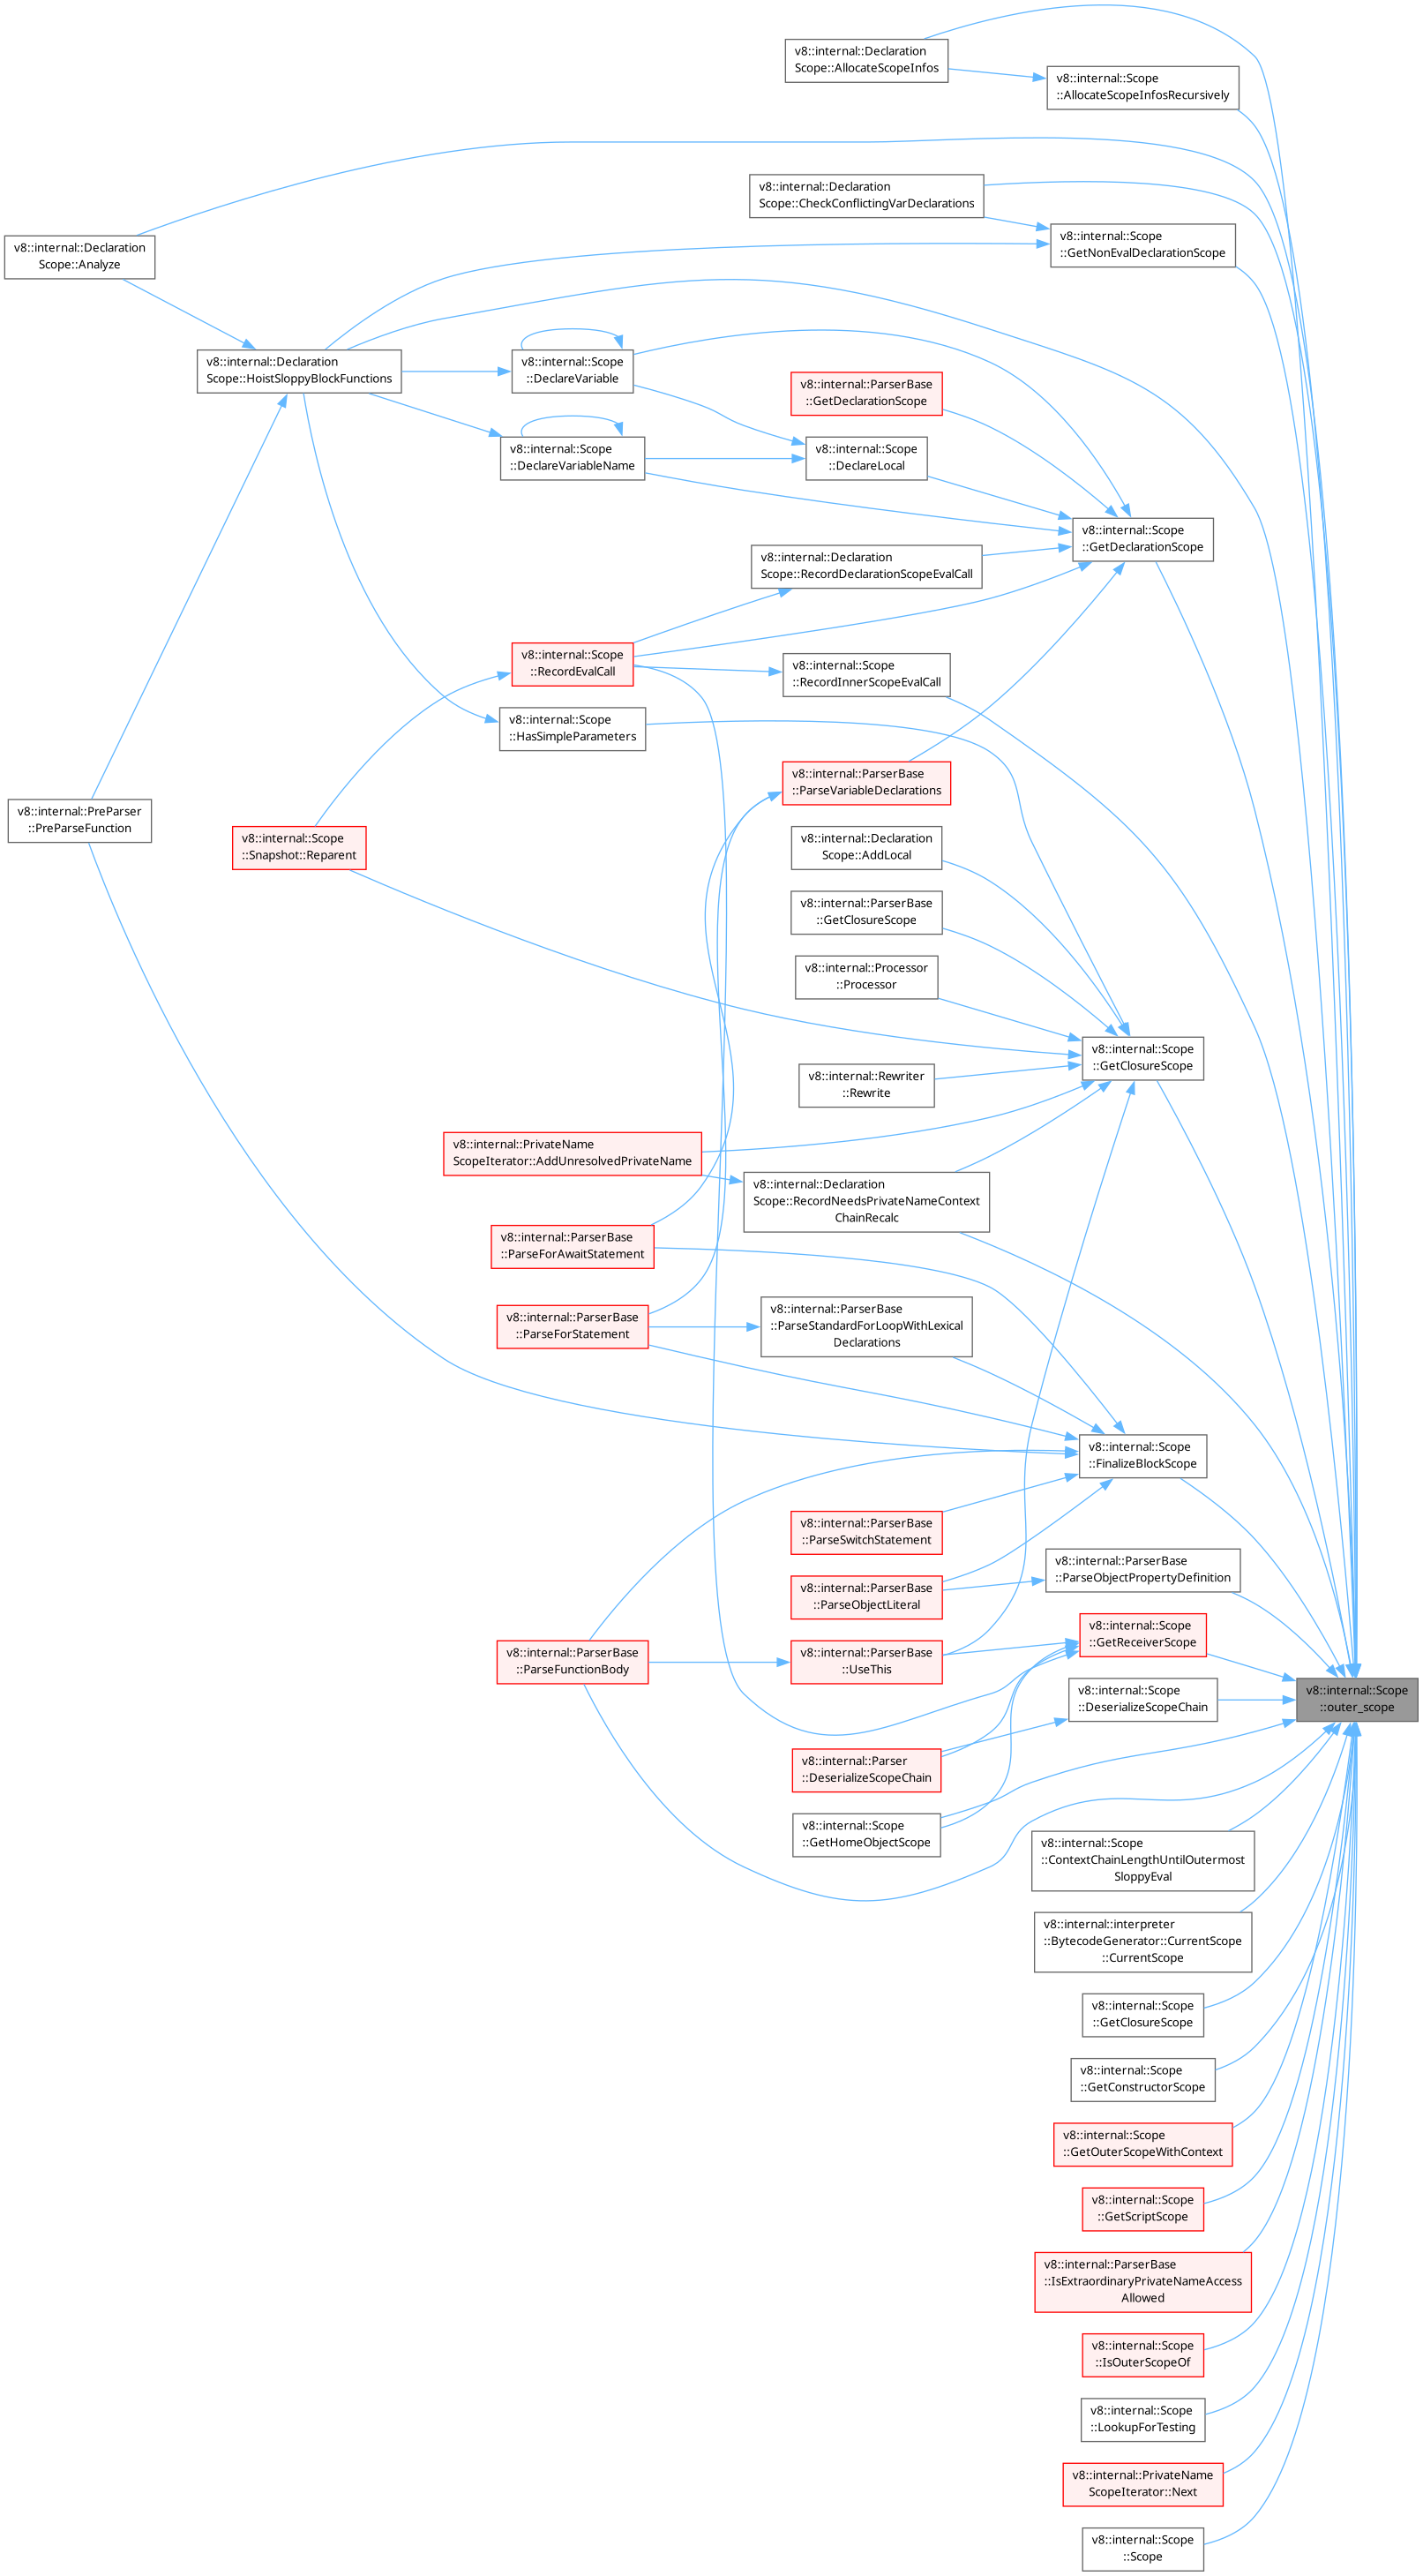 v8::internal::Declaration
Scope::AllocateScopeInfos
v8::internal::Scope
::AllocateScopeInfosRecursively
v8::internal::Declaration
Scope::CheckConflictingVarDeclarations
v8::internal::Scope
::GetNonEvalDeclarationScope
v8::internal::Declaration
Scope::Analyze
v8::internal::Declaration
Scope::HoistSloppyBlockFunctions
v8::internal::Scope
::DeclareVariable
v8::internal::ParserBase
::GetDeclarationScope
v8::internal::Scope
::DeclareVariableName
v8::internal::Scope
::DeclareLocal
v8::internal::Scope
::GetDeclarationScope
v8::internal::Declaration
Scope::RecordDeclarationScopeEvalCall
v8::internal::Scope
::RecordEvalCall
v8::internal::Scope
::RecordInnerScopeEvalCall
v8::internal::Scope
::HasSimpleParameters
v8::internal::ParserBase
::ParseVariableDeclarations
v8::internal::PreParser
::PreParseFunction
v8::internal::Scope
::Snapshot::Reparent
v8::internal::Declaration
Scope::AddLocal
v8::internal::ParserBase
::GetClosureScope
v8::internal::Processor
::Processor
v8::internal::Scope
::GetClosureScope
v8::internal::Rewriter
::Rewrite
v8::internal::PrivateName
ScopeIterator::AddUnresolvedPrivateName
v8::internal::Declaration
Scope::RecordNeedsPrivateNameContext
ChainRecalc
v8::internal::ParserBase
::ParseForAwaitStatement
v8::internal::ParserBase
::ParseForStatement
v8::internal::ParserBase
::ParseStandardForLoopWithLexical
Declarations
v8::internal::Scope
::FinalizeBlockScope
v8::internal::ParserBase
::ParseSwitchStatement
v8::internal::ParserBase
::ParseObjectPropertyDefinition
v8::internal::ParserBase
::ParseObjectLiteral
v8::internal::Scope
::GetReceiverScope
v8::internal::ParserBase
::ParseFunctionBody
v8::internal::ParserBase
::UseThis
v8::internal::Scope
::DeserializeScopeChain
v8::internal::Scope
::outer_scope
v8::internal::Parser
::DeserializeScopeChain
v8::internal::Scope
::GetHomeObjectScope
v8::internal::Scope
::ContextChainLengthUntilOutermost
SloppyEval
v8::internal::interpreter
::BytecodeGenerator::CurrentScope
::CurrentScope
v8::internal::Scope
::GetClosureScope
v8::internal::Scope
::GetConstructorScope
v8::internal::Scope
::GetOuterScopeWithContext
v8::internal::Scope
::GetScriptScope
v8::internal::ParserBase
::IsExtraordinaryPrivateNameAccess
Allowed
v8::internal::Scope
::IsOuterScopeOf
v8::internal::Scope
::LookupForTesting
v8::internal::PrivateName
ScopeIterator::Next
v8::internal::Scope
::Scope